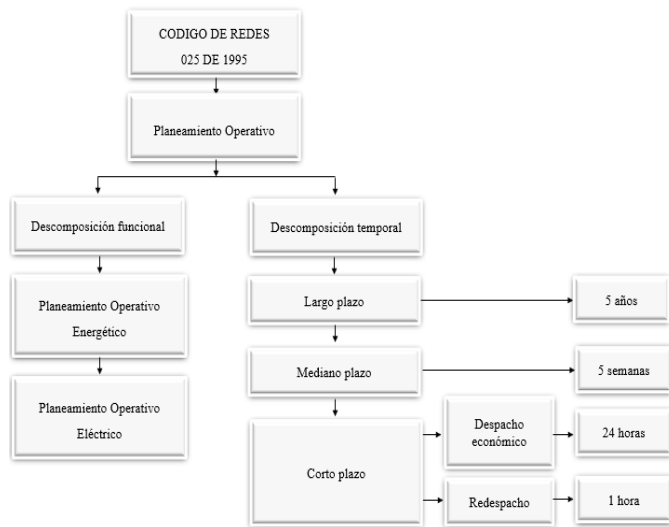 CODIGO DE REDES
025 DE 1995
Planeamiento Operativo
Descomposición funcional
Descomposición temporal
Planeamiento Operativo
Energético
Planeamiento Operativo
Eléctrico
Largo plazo
5 años
Mediano plazo
5 semanas
Corto plazo
Despacho
económico
24 horas
Redespacho
1 hora